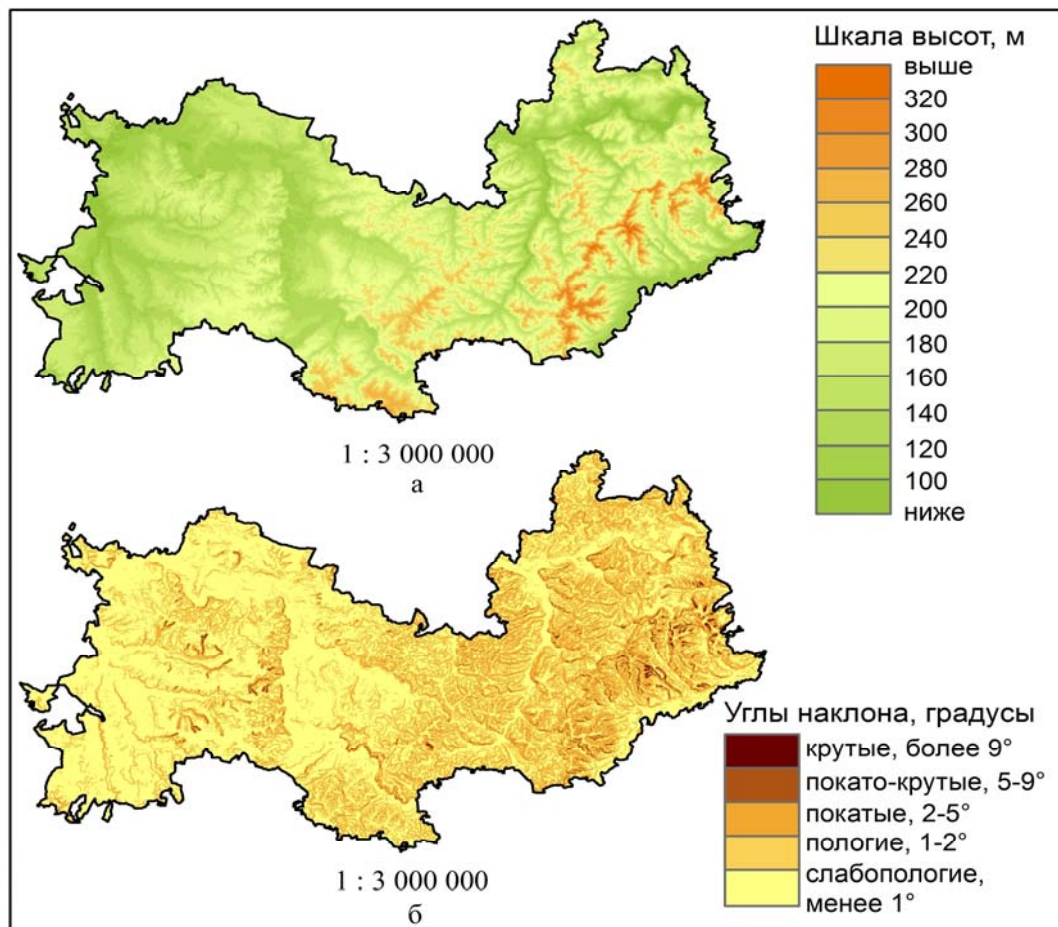 Шкала высот, м
выше
320
300
280
260
240
220
200
180
160
140
120
100
ниже
1 : 3 000 000
а
Углы наклона, градусы
крутые, более 9°
покато-крутые, 5-9°
покатые, 2-5°
пологие, 1-2°
слабопологие,
менее 1°
1 : 3 000 000
б